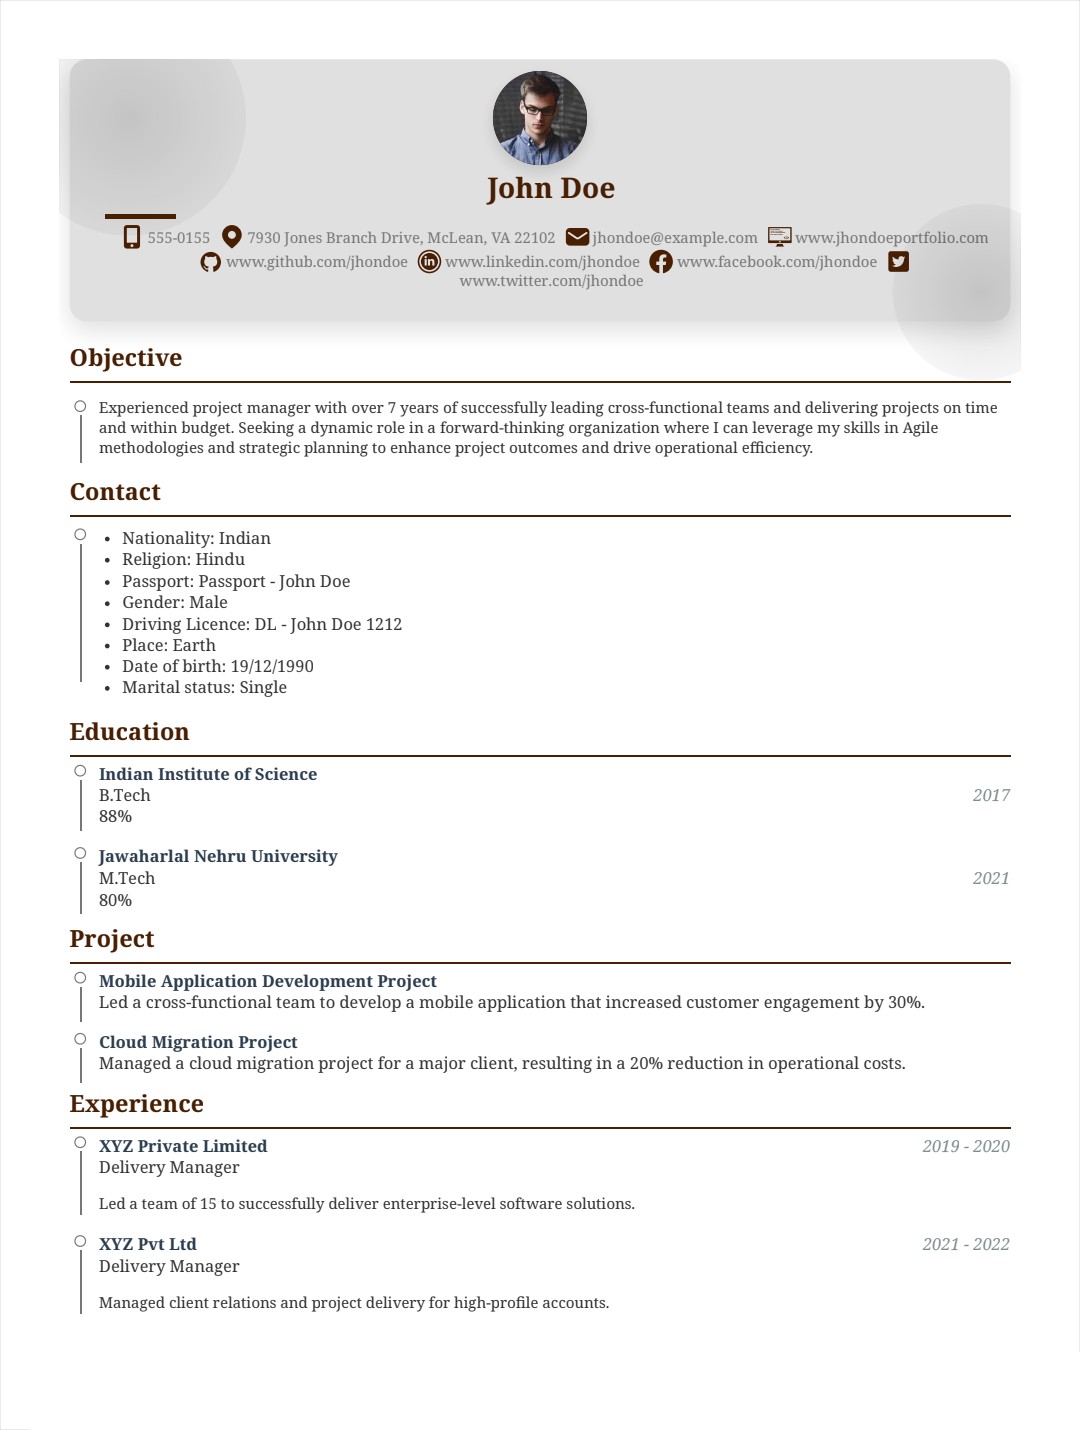 John Doe
555-0155 7930 Jones Branch Drive, McLean, VA 22102 jhondoe@example.com www.jhondoeportfolio.com
www.github.com/jhondoe www.linkedin.com/jhondoe www.facebook.com/jhondoe
www.twitter.com/jhondoe
Objective
Experienced project manager with over 7 years of successfully leading cross-functional teams and delivering projects on time
and within budget. Seeking a dynamic role in a forward-thinking organization where I can leverage my skills in Agile
methodologies and strategic planning to enhance project outcomes and drive operational efficiency.
Contact
• Nationality: Indian
• Religion: Hindu
• Passport: Passport - John Doe
• Gender: Male
• Driving Licence: DL - John Doe 1212
• Place: Earth
• Date of birth: 19/12/1990
• Marital status: Single
Education
Indian Institute of Science
B.Tech 2017
88%
Jawaharlal Nehru University
M.Tech 2021
80%
Project
Mobile Application Development Project
Led a cross-functional team to develop a mobile application that increased customer engagement by 30%.
Cloud Migration Project
Managed a cloud migration project for a major client, resulting in a 20% reduction in operational costs.
Experience
XYZ Private Limited 2019 - 2020
Delivery Manager
Led a team of 15 to successfully deliver enterprise-level software solutions.
XYZ Pvt Ltd 2021 - 2022
Delivery Manager
Managed client relations and project delivery for high-profile accounts.